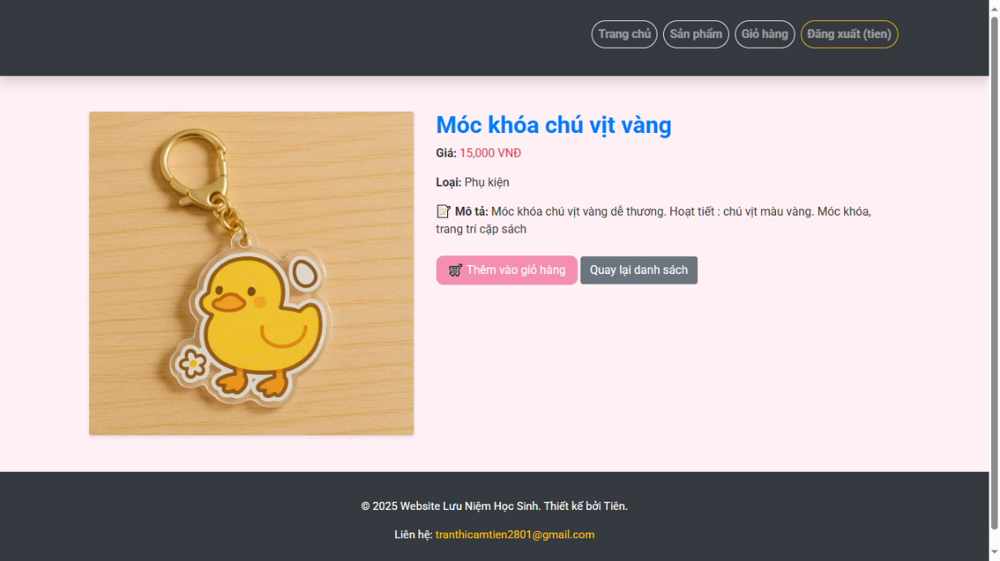 Trang chủ Sản phẩm Giỏ hàng Đăng xuất (tien)
Móc khóa chú vịt vàng
Giá: 15,000 VNĐ
Loại: Phụ kiện
📝 Mô tả: Móc khóa chú vịt vàng dễ thương. Hoạt tiết : chú vịt màu vàng. Móc khóa,
trang trí cặp sách
🛒 Thêm vào giỏ hàng Quay lại danh sách
© 2025 Website Lưu Niệm Học Sinh. Thiết kế bởi Tiên.
Liên hệ: tranthicamtien2801@gmail.com